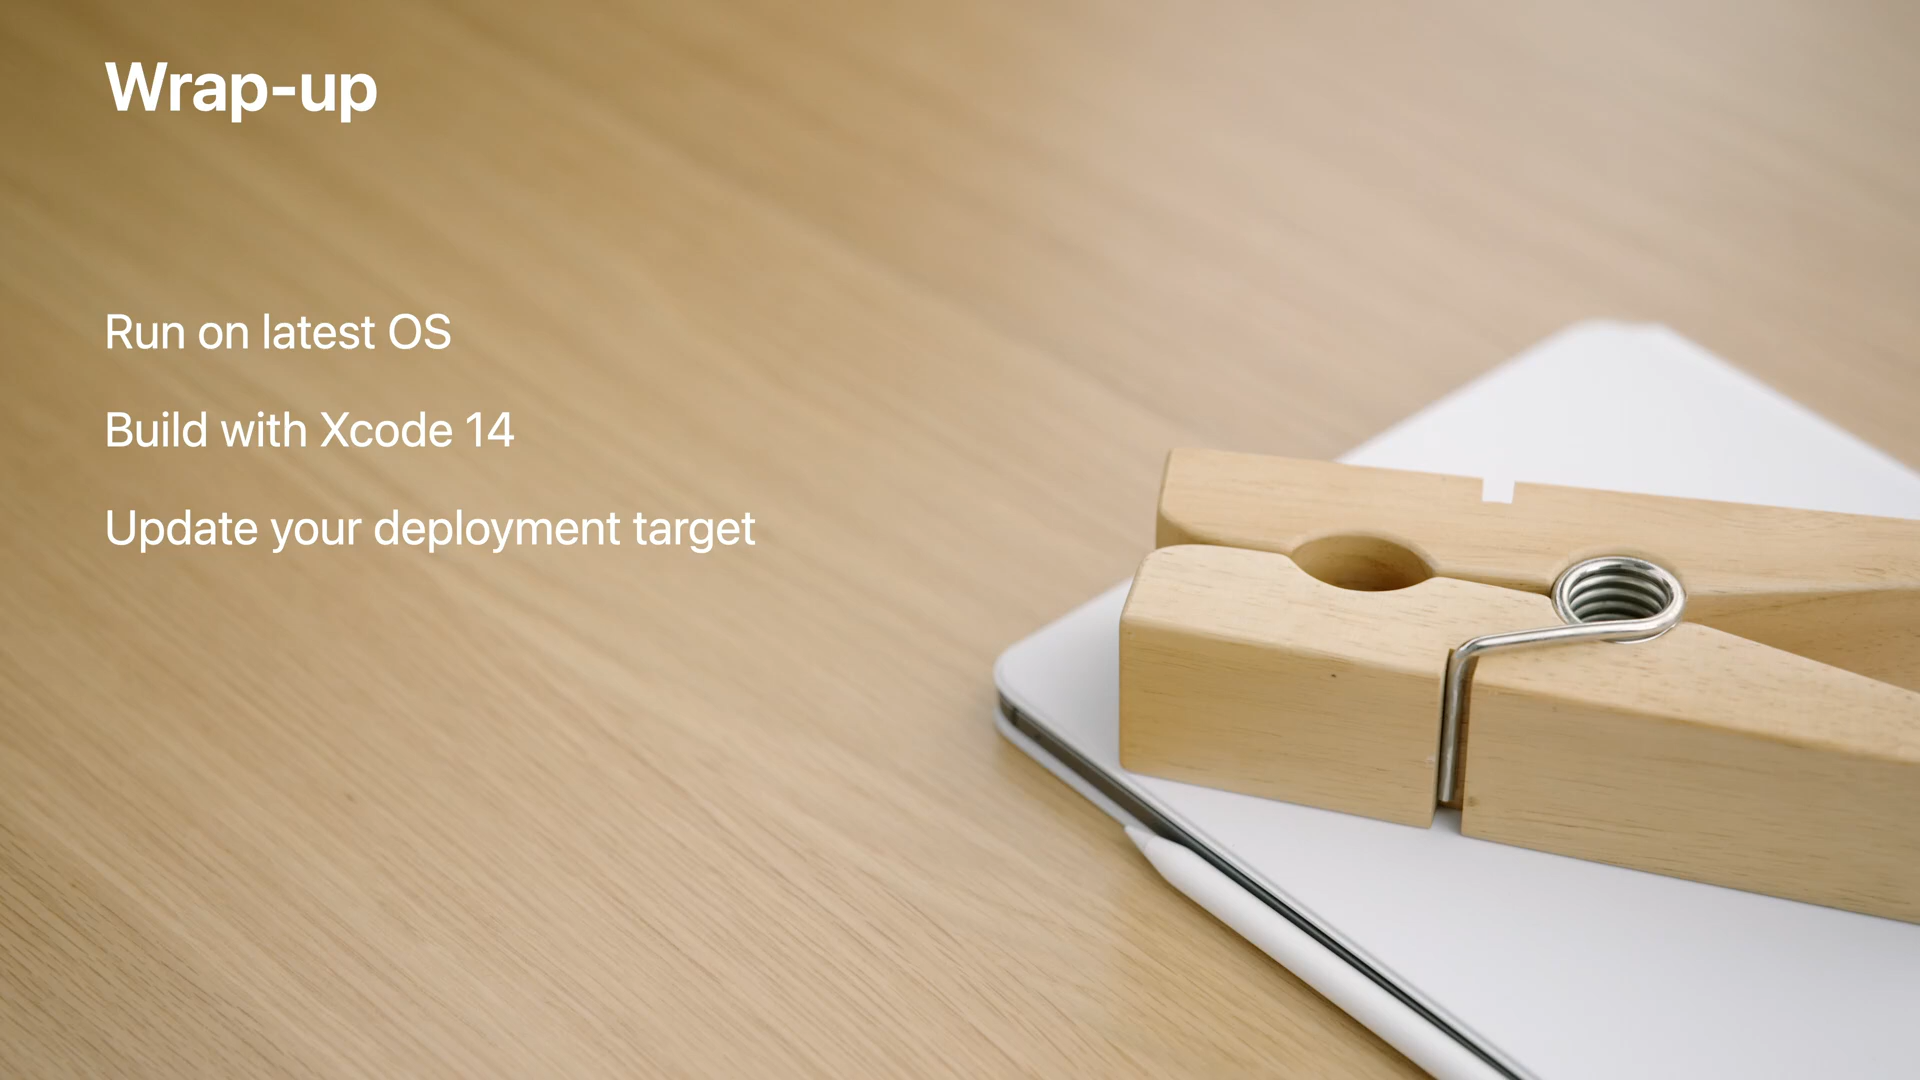 Wrap-up
Run on latest OS
Build with Xcode 14
Update your deployment target